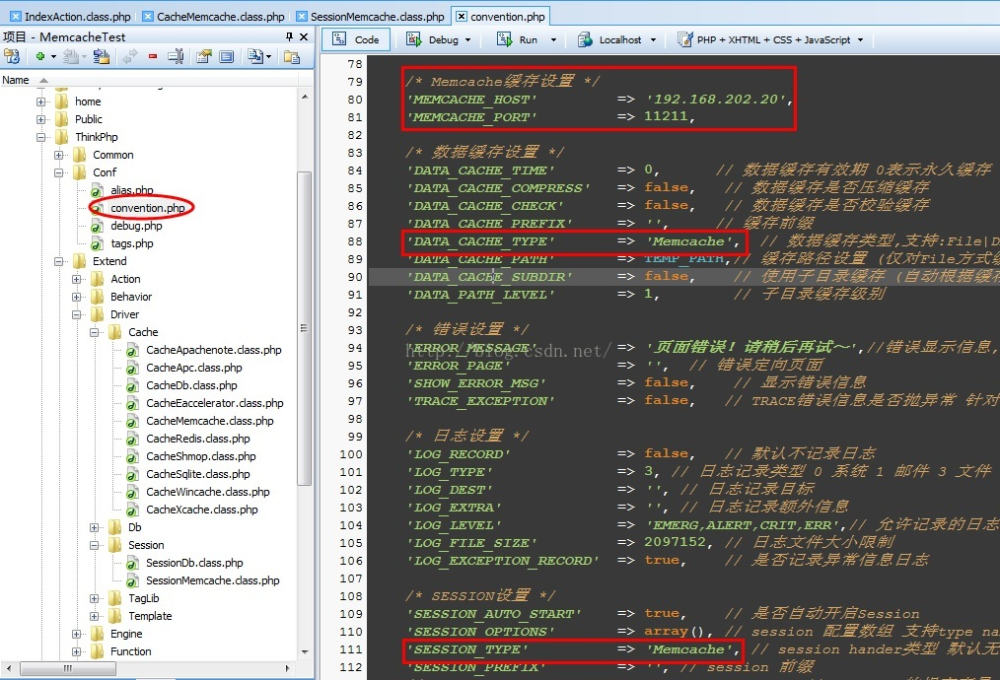 IndexAction.class.php CacheMemcache.class.php SessionMemcache.class.php convention.php
项目 - MemcacheTest
Code Debug Run Localhost PHP + XHTML + CSS + JavaScript
Name
home
Public
ThinkPhp
Common
Conf
alias.php
convention.php
debug.php
tags.php
Extend
Action
Behavior
Driver
Cache
CacheApachenote.class.php
CacheApc.class.php
CacheDb.class.php
CacheEaccelerator.class.php
CacheMemcache.class.php
CacheRedis.class.php
CacheShmop.class.php
CacheSqlite.class.php
CacheWincache.class.php
CacheXcache.class.php
Db
Session
SessionDb.class.php
SessionMemcache.class.php
TagLib
Template
Engine
Function
78
79 /* Memcache缓存设置 */
80 'MEMCACHE_HOST' => '192.168.202.20',
81 'MEMCACHE_PORT' => 11211,
82
83 /* 数据缓存设置 */
84 'DATA_CACHE_TIME' => 0, // 数据缓存有效期 0表示永久缓存
85 'DATA_CACHE_COMPRESS' => false, // 数据缓存是否压缩缓存
86 'DATA_CACHE_CHECK' => false, // 数据缓存是否校验缓存
87 'DATA_CACHE_PREFIX' => '', // 缓存前缀
88 'DATA_CACHE_TYPE' => 'Memcache', // 数据缓存类型,支持:File|D
89 'DATA_CACHE_PATH' => TEMP_PATH,// 缓存路径设置 (仅对File方式缓
90 'DATA_CACHE_SUBDIR' => false, // 使用子目录缓存 (自动根据缓存
91 'DATA_PATH_LEVEL' => 1, // 子目录缓存级别
92
93 /* 错误设置 */
94 'ERROR_MESSAGE' => '页面错误！请稍后再试～',//错误显示信息,
http://blog.csdn.net/
95 'ERROR_PAGE' => '', // 错误定向页面
96 'SHOW_ERROR_MSG' => false, // 显示错误信息
97 'TRACE_EXCEPTION' => false, // TRACE错误信息是否抛异常 针对
98
99 /* 日志设置 */
100 'LOG_RECORD' => false, // 默认不记录日志
101 'LOG_TYPE' => 3, // 日志记录类型 0 系统 1 邮件 3 文件
102 'LOG_DEST' => '', // 日志记录目标
103 'LOG_EXTRA' => '', // 日志记录额外信息
104 'LOG_LEVEL' => 'EMERG,ALERT,CRIT,ERR',// 允许记录的日志
105 'LOG_FILE_SIZE' => 2097152, // 日志文件大小限制
106 'LOG_EXCEPTION_RECORD' => true, // 是否记录异常信息日志
107
108 /* SESSION设置 */
109 'SESSION_AUTO_START' => true, // 是否自动开启Session
110 'SESSION_OPTIONS' => array(), // session 配置数组 支持type na
111 'SESSION_TYPE' => 'Memcache', // session hander类型 默认无
112 'SESSION_PREFIX' => '', // session 前缀